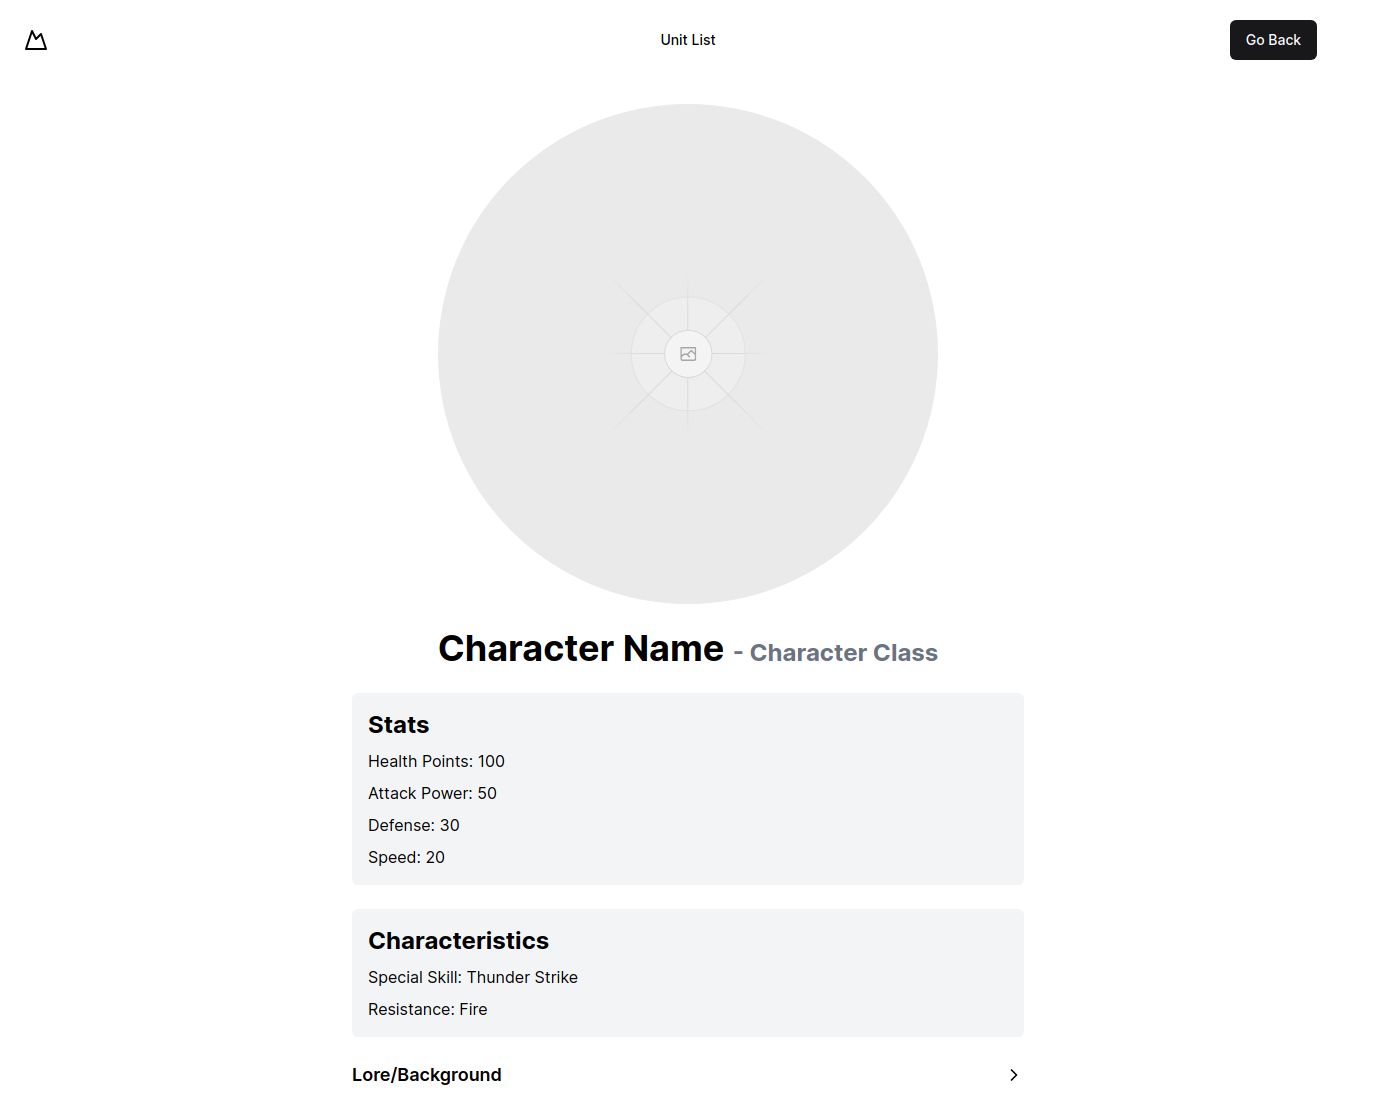 Unit List
Go Back
Character Name - Character Class
Stats
Health Points: 100
Attack Power: 50
Defense: 30
Speed: 20
Characteristics
Special Skill: Thunder Strike
Resistance: Fire
Lore/Background